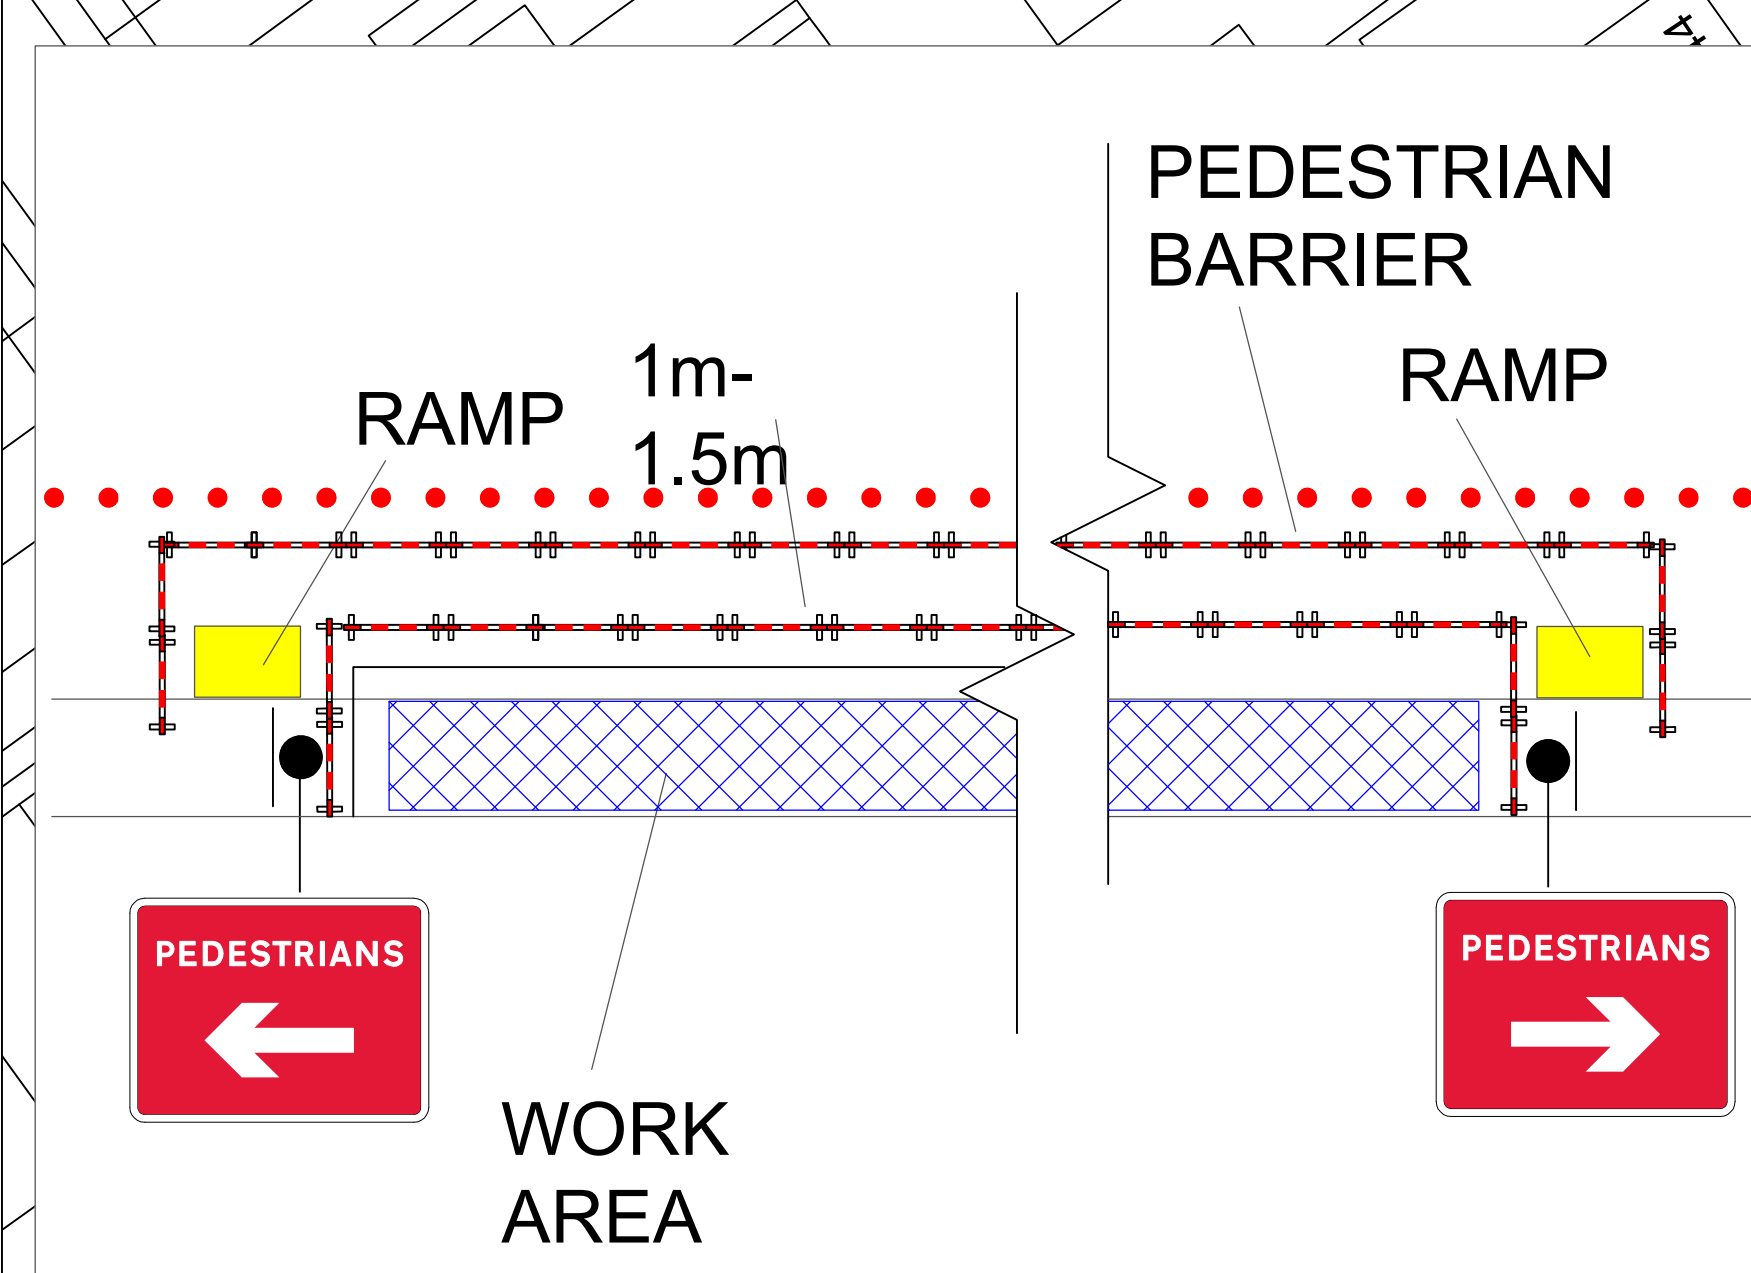 PEDESTRIAN
BARRIER
1m-
1.5m
RAMP
RAMP
PEDESTRIANS
PEDESTRIANS
WORK
AREA